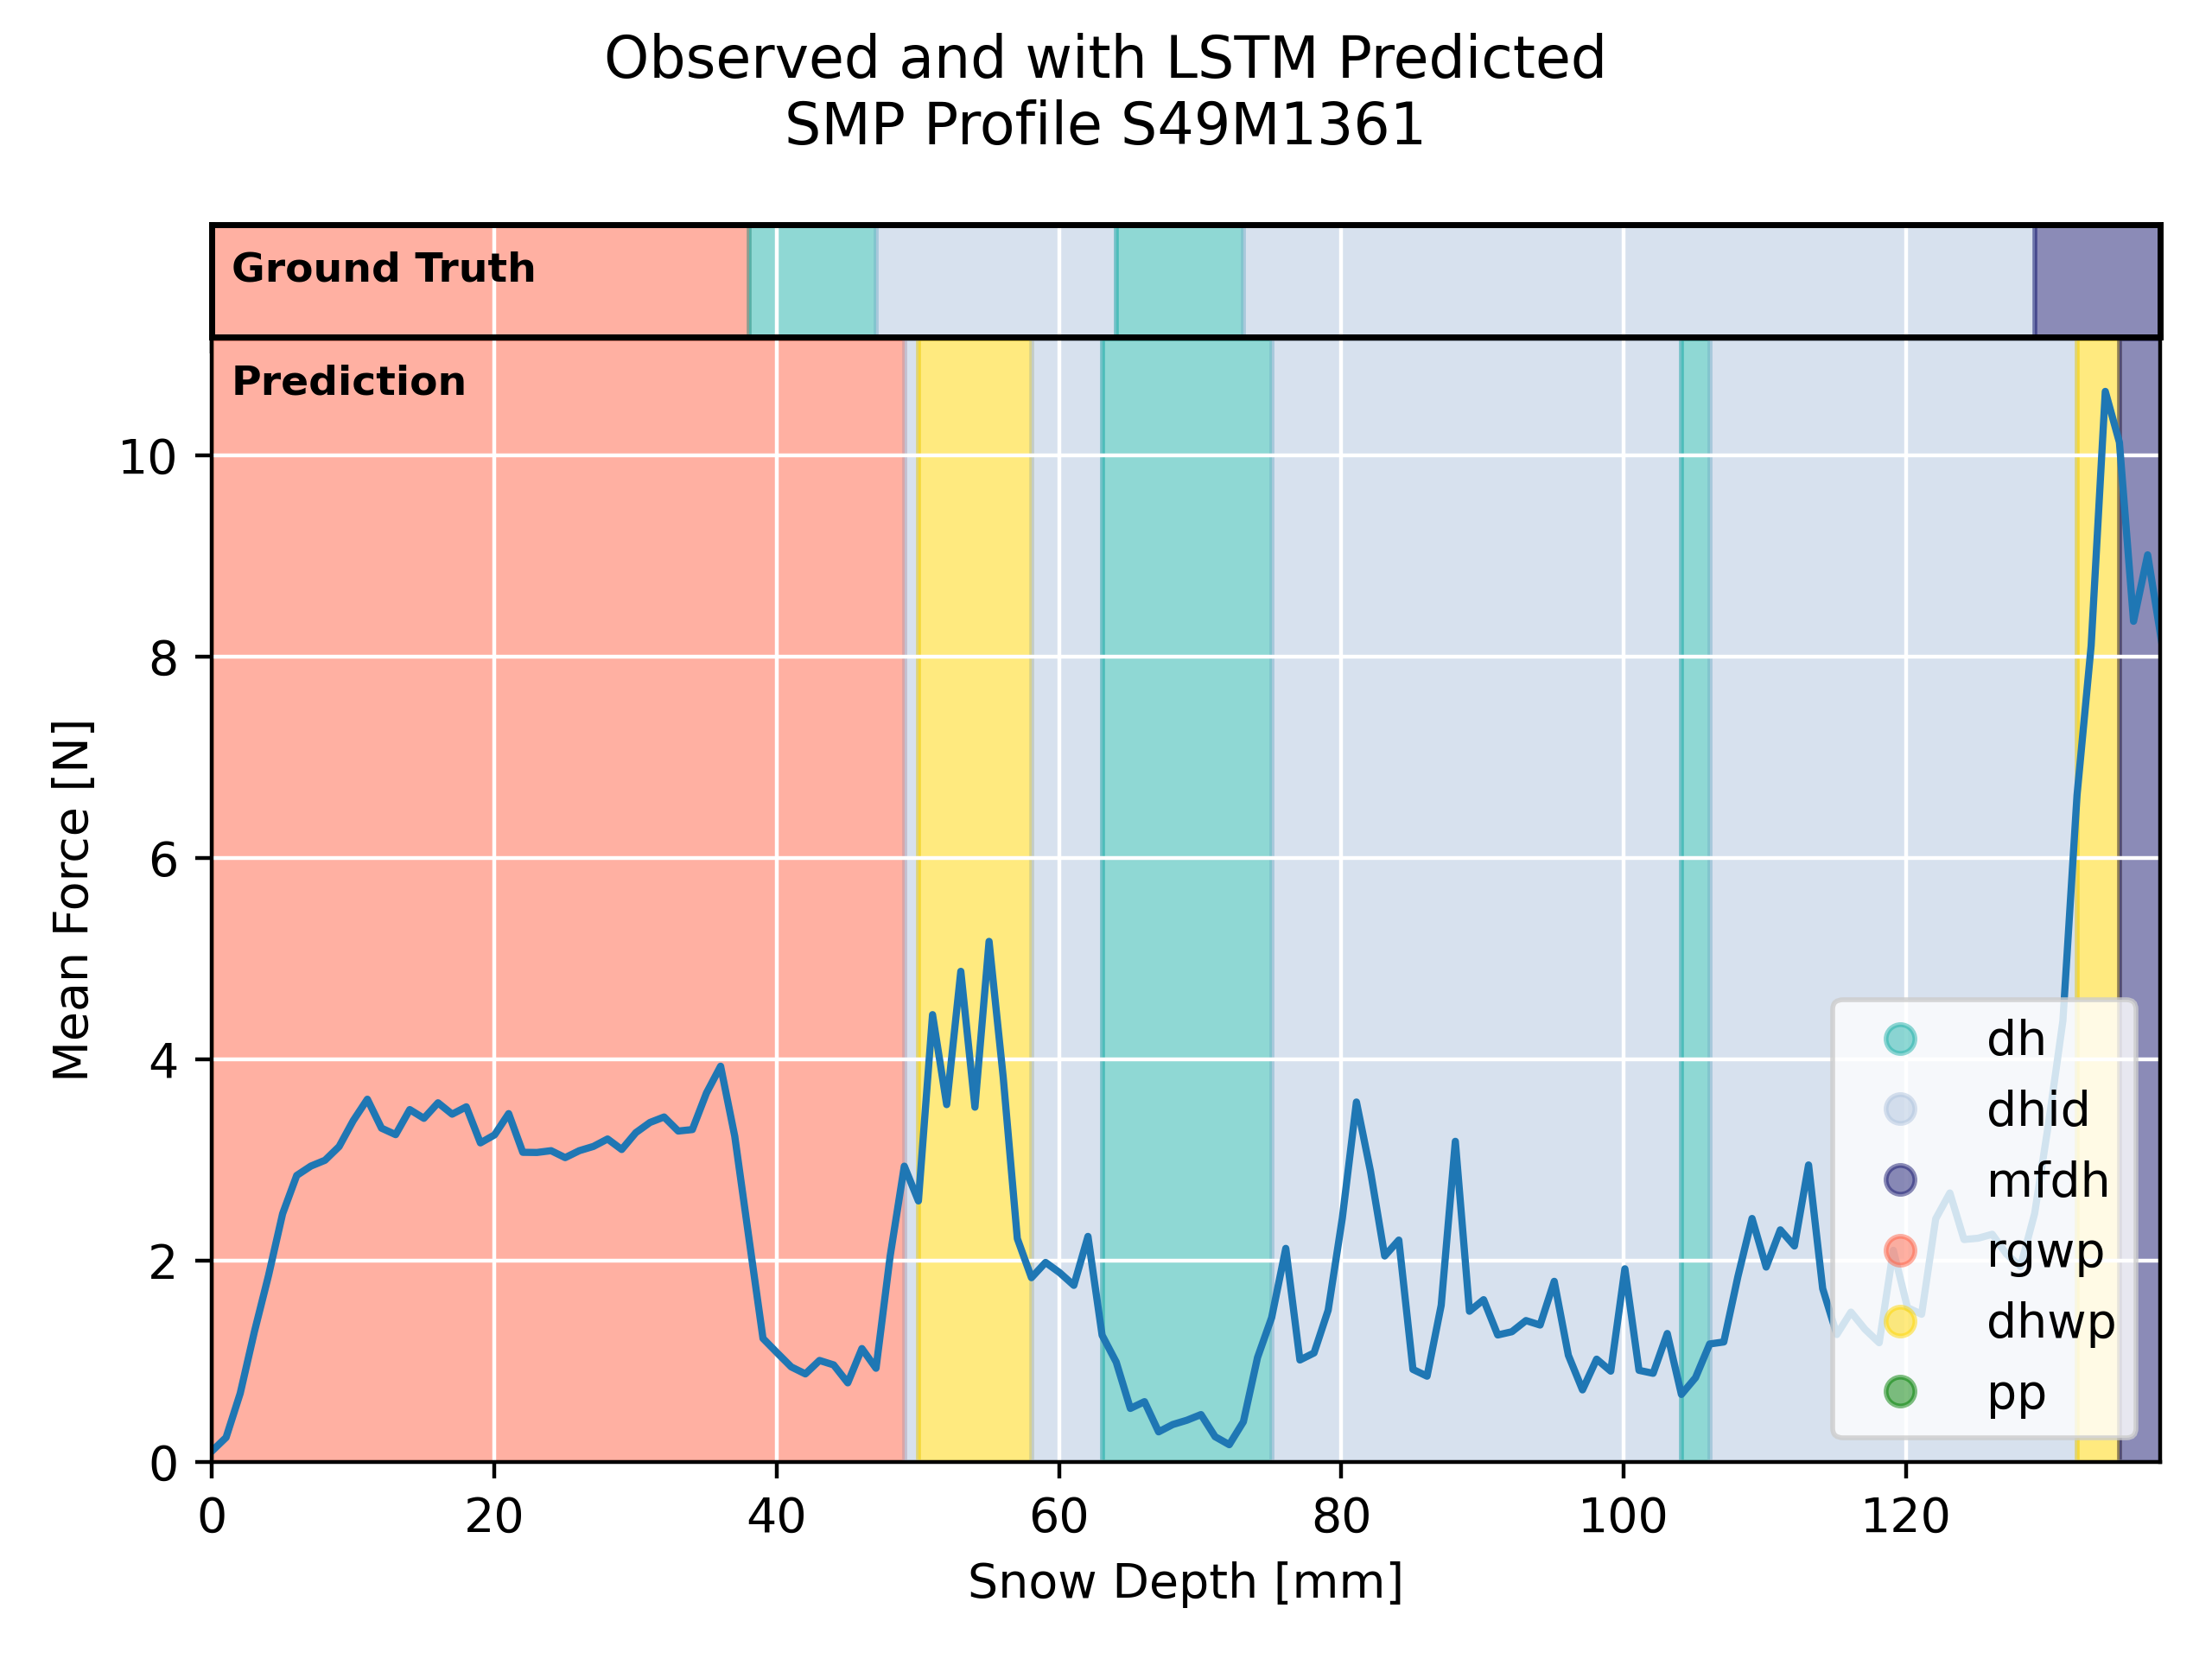 Observed and with LSTM Predicted
SMP Profile S49M1361
Ground Truth
Prediction
10
8
6
4
2
0
Mean Force [N]
dh
dhid
mfdh
rgwp
dhwp
pp
0 20 40 60 80 100 120
Snow Depth [mm]